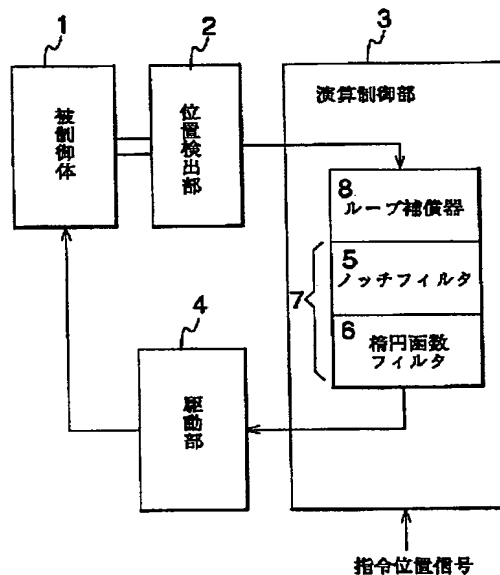 1
被制御体
2
位置検出部
3
演算制御部
8
ループ補償器
7
5
ノッチフィルタ
6
楕円函数
フィルタ
4
駆動部
指令位置信号